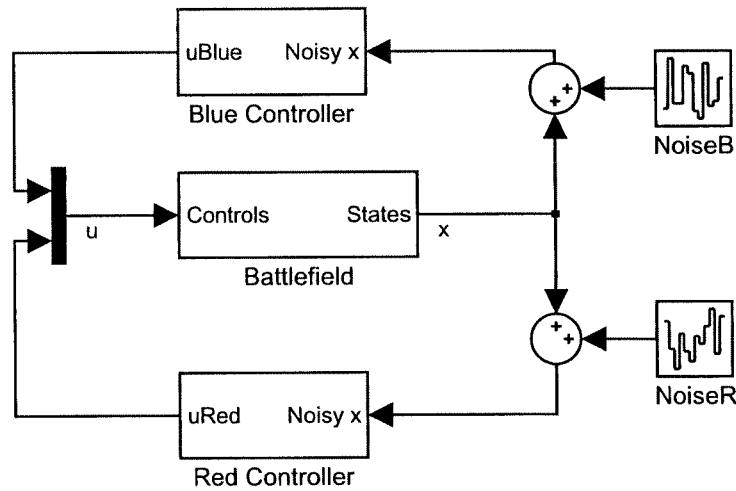 uBlue Noisy x
Blue Controller
+
+
NoiseB
Controls States
u
x
Battlefield
+
+
NoiseR
uRed Noisy x
Red Controller